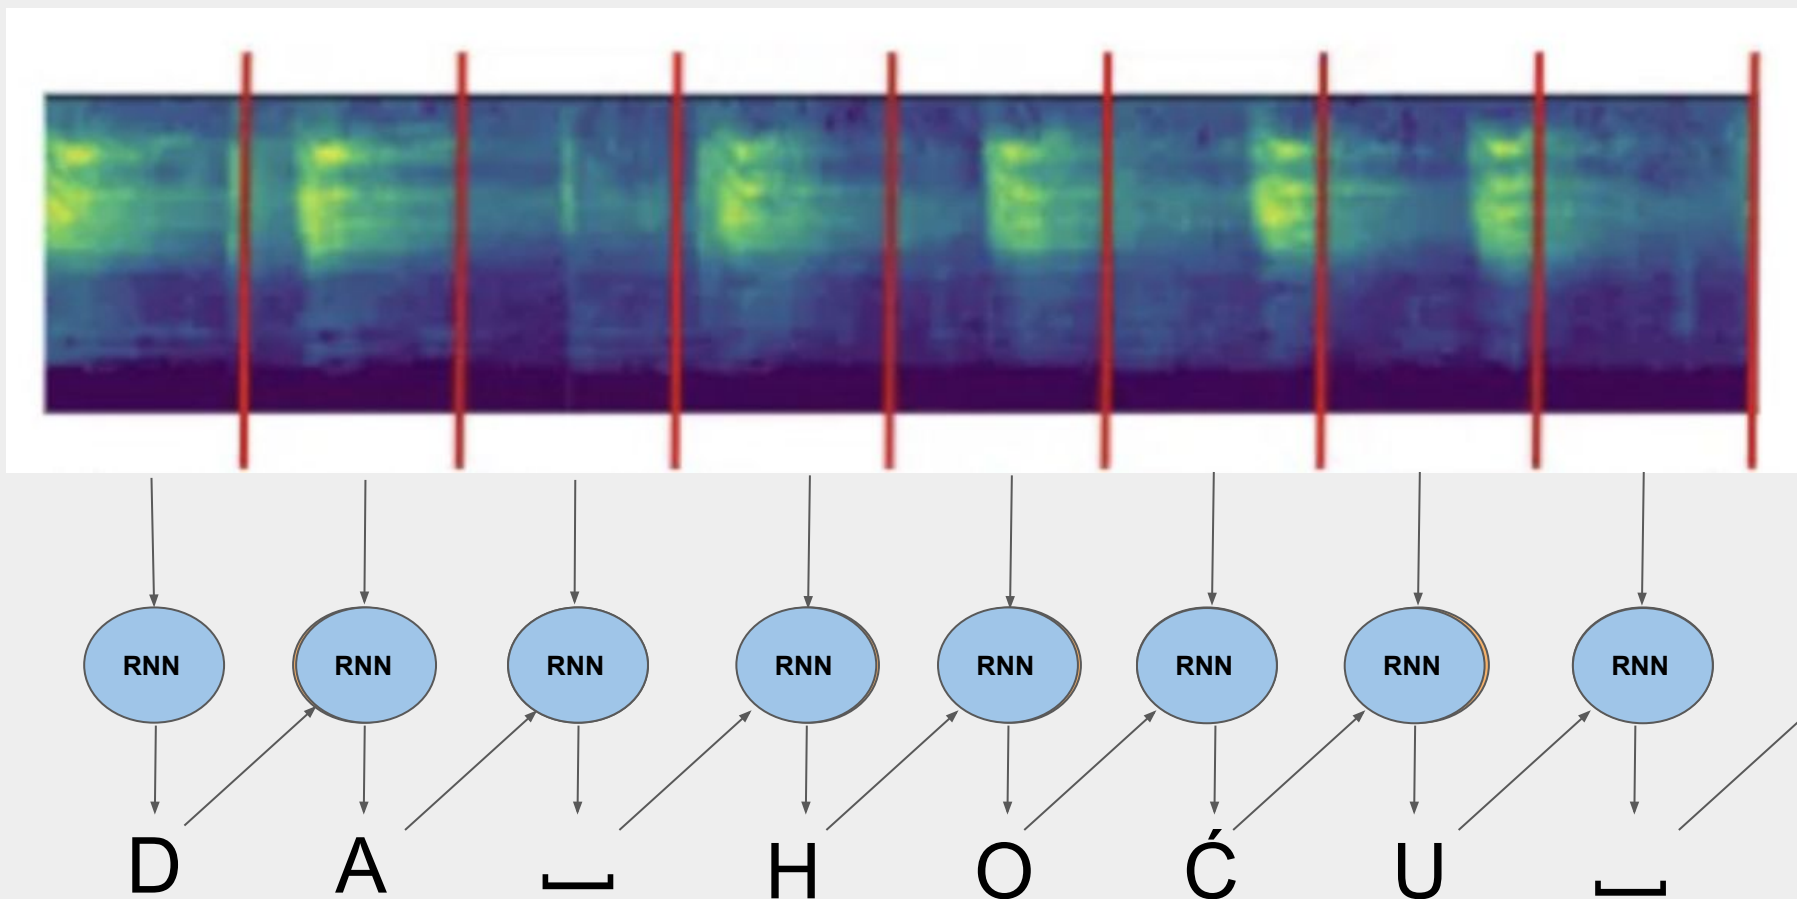 RNN RNN RNN RNN RNN RNN RNN RNN
D A ⎵ H O Ć U ⎵